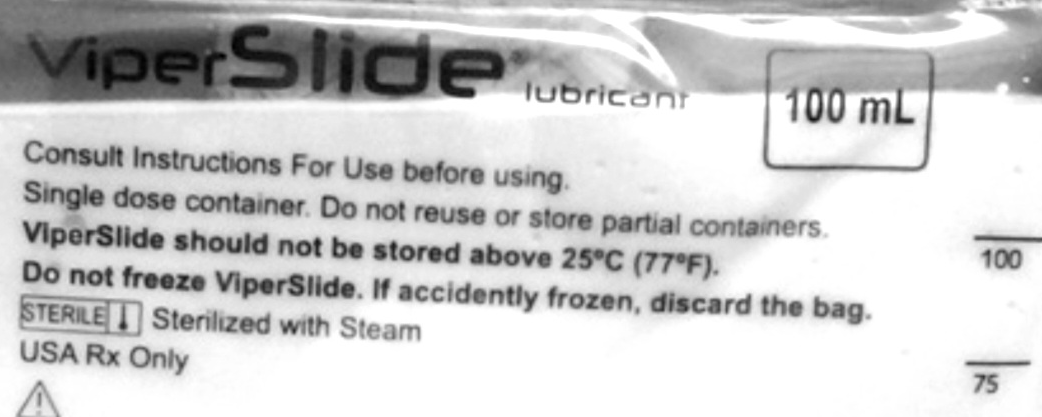 ViperSlide lubricant
100 mL
Consult Instructions For Use before using.
Single dose container. Do not reuse or store partial containers.
ViperSlide should not be stored above 25ºC (77ºF).
Do not freeze ViperSlide. If accidently frozen, discard the bag.
STERILE Sterilized with Steam
USA Rx Only
100
75